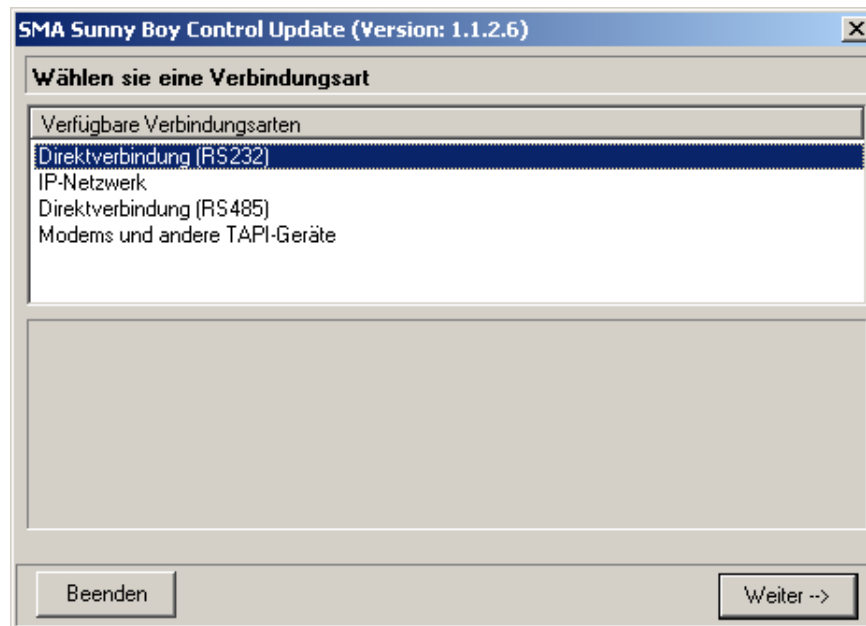 SMA Sunny Boy Control Update (Version: 1.1.2.6)
Wählen sie eine Verbindungsart
Verfügbare Verbindungsarten
Direktverbindung (RS232)
IP-Netzwerk
Direktverbindung (RS485)
Modems und andere TAPI-Geräte
Beenden
Weiter -->